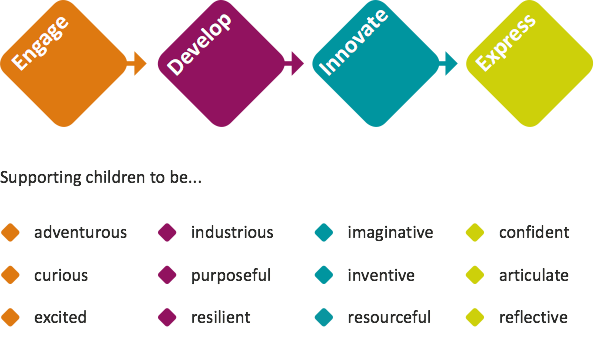 Engage
Develop
Innovate
Express
Supporting children to be...
adventurous
industrious
imaginative
confident
curious
purposeful
inventive
articulate
excited
resilient
resourceful
reflective